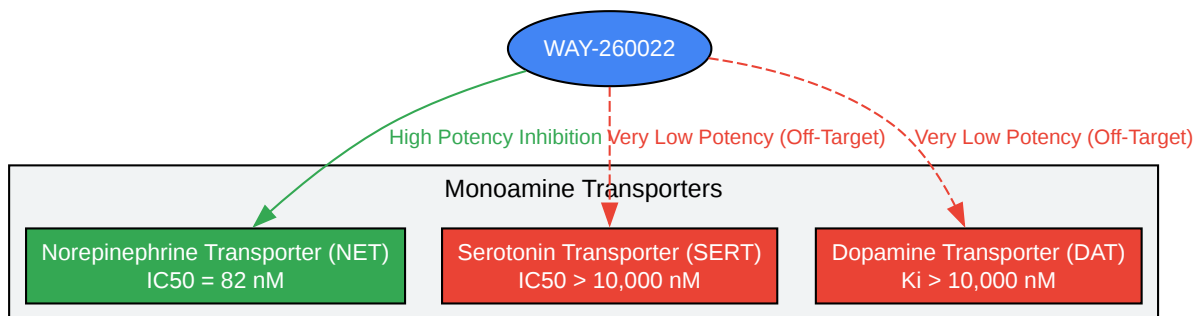 WAY-260022
High Potency Inhibition
Very Low Potency (Off-Target)
Very Low Potency (Off-Target)
Monoamine Transporters
Norepinephrine Transporter (NET)
IC50 = 82 nM
Serotonin Transporter (SERT)
IC50 > 10,000 nM
Dopamine Transporter (DAT)
Ki > 10,000 nM